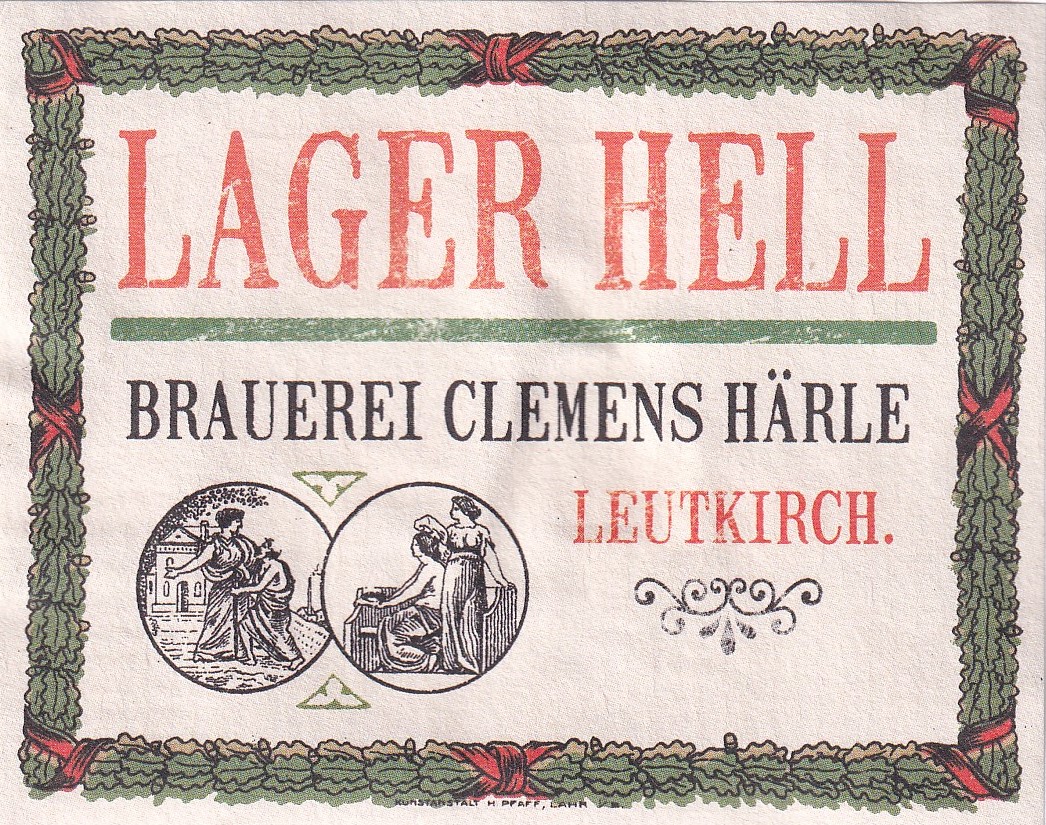 LAGER HELL
BRAUEREI CLEMENS HÄRLE
LEUTKIRCH.
KUNSTANSTALT H. PFAFF, LAHR